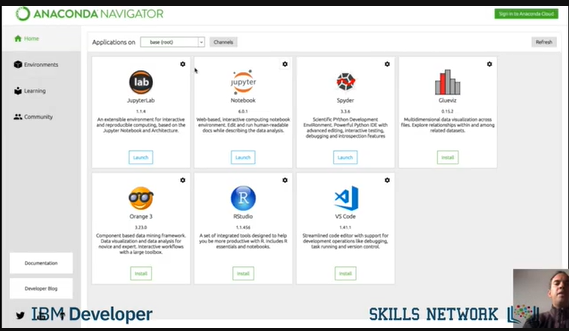 ANACONDA NAVIGATOR
Sign in to Anaconda Cloud
Home
Applications on
base (root)
Channels
Refresh
Environments
Learning
Community
lab
JupyterLab
1.1.4
An extensible environment for interactive
and reproducible computing, based on the
Jupyter Notebook and Architecture.
Launch
jupyter
Notebook
6.0.1
Web-based, interactive computing notebook
environment. Edit and run human-readable
docs while describing the data analysis.
Launch
Spyder
3.3.6
Scientific PYthon Development
EnviRonment. Powerful Python IDE with
advanced editing, interactive testing,
debugging and introspection features
Launch
Glueviz
0.15.2
Multidimensional data visualization across
files. Explore relationships within and among
related datasets.
Install
Orange 3
3.23.0
Component based data mining framework.
Data visualization and data analysis for
novice and expert. Interactive workflows
with a large toolbox.
Install
R
RStudio
1.1.456
A set of integrated tools designed to help
you be more productive with R. Includes R
essentials and notebooks.
Install
VS Code
1.41.1
Streamlined code editor with support for
development operations like debugging,
task running and version control.
Install
Documentation
Developer Blog
IBM Developer
SKILLS NETWORK